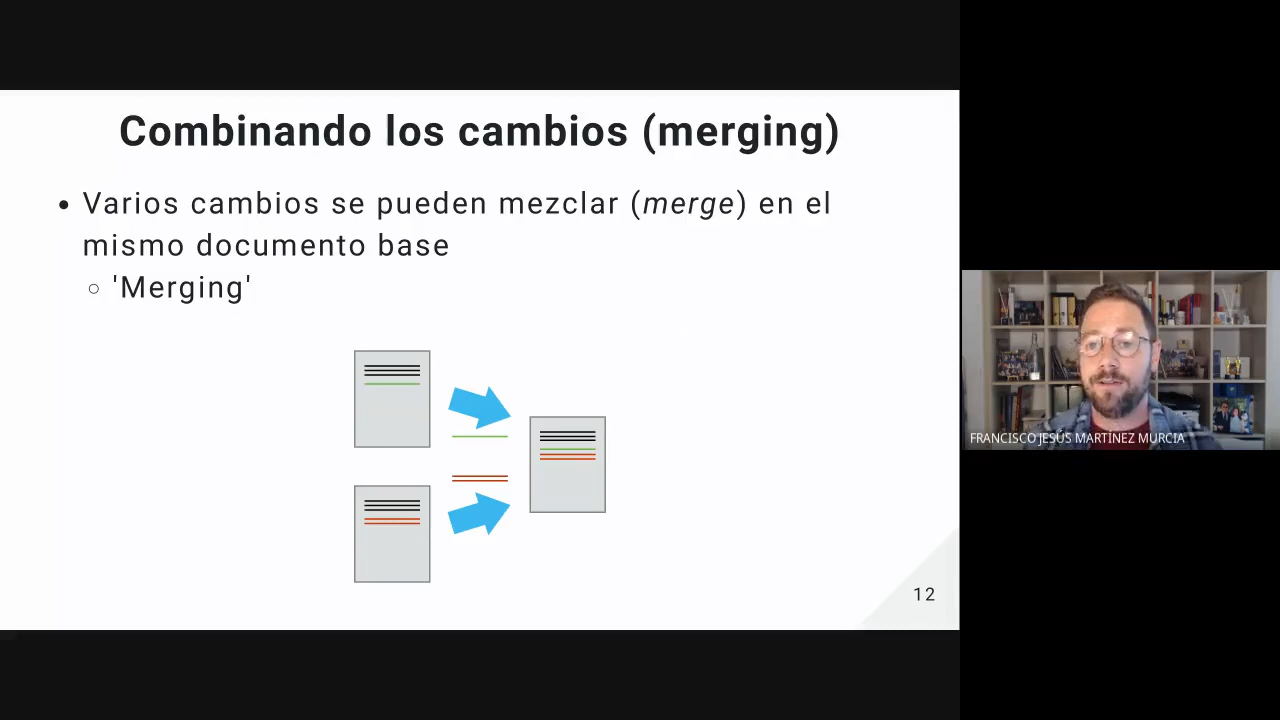 Combinando los cambios (merging)
• Varios cambios se pueden mezclar (merge) en el
mismo documento base
○ 'Merging'
12
FRANCISCO JESÚS MARTÍNEZ MURCIA